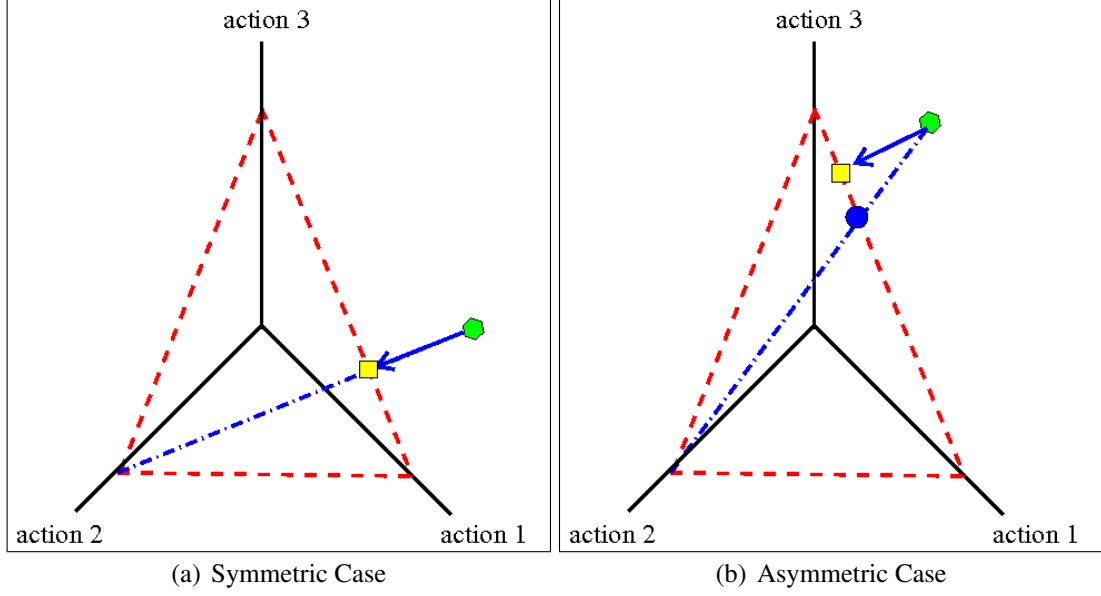 action 3
action 2
action 1
(a) Symmetric Case
action 3
action 2
action 1
(b) Asymmetric Case